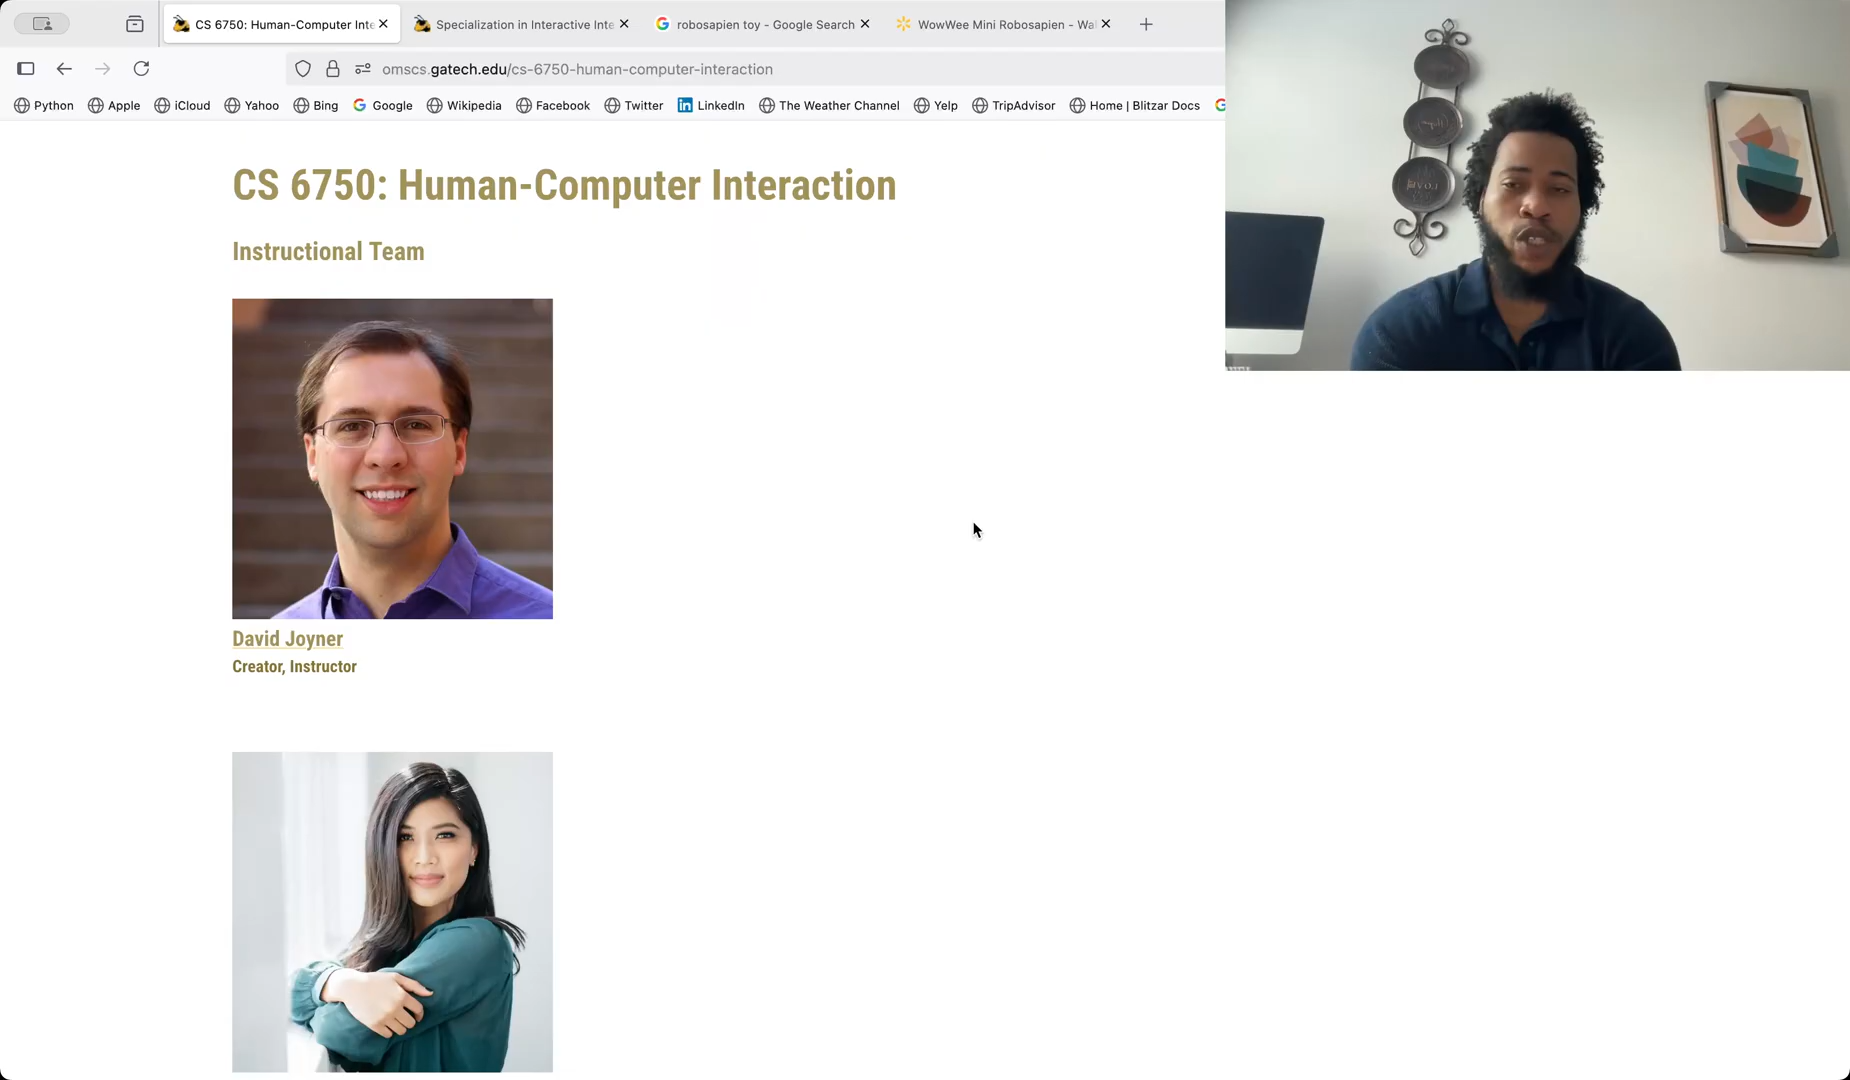 CS 6750: Human-Computer Inte
Specialization in Interactive Inte
robosapien toy - Google Search
WowWee Mini Robosapien - Wa
omscs.gatech.edu/cs-6750-human-computer-interaction
Python Apple iCloud Yahoo Bing Google Wikipedia Facebook Twitter LinkedIn The Weather Channel Yelp TripAdvisor Home | Blitzar Docs
CS 6750: Human-Computer Interaction
Instructional Team
David Joyner
Creator, Instructor